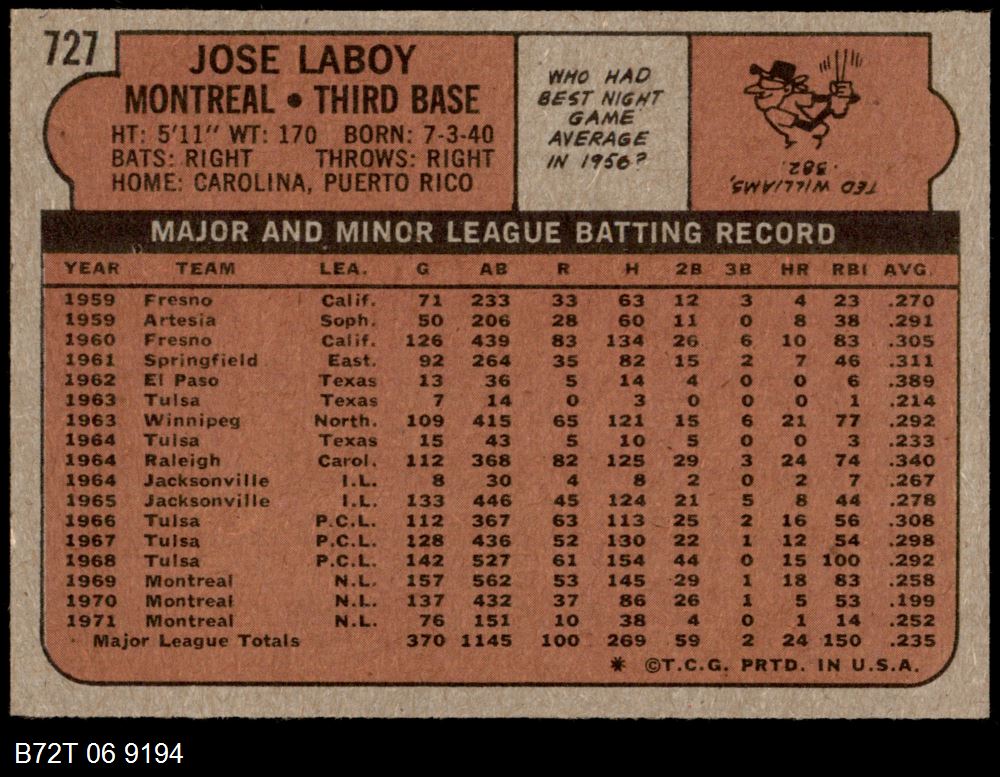 727
JOSE LABOY
MONTREAL • THIRD BASE
HT: 5'11" WT: 170 BORN: 7-3-40
BATS: RIGHT THROWS: RIGHT
HOME: CAROLINA, PUERTO RICO
WHO HAD
BEST NIGHT
GAME
AVERAGE
IN 1956?
TED WILLIAMS,
.382.
MAJOR AND MINOR LEAGUE BATTING RECORD
YEAR TEAM LEA. G AB R H 2B 3B HR RBI AVG.
1959 Fresno Calif. 71 233 33 63 12 3 4 23 .270
1959 Artesia Soph. 50 206 28 60 11 0 8 38 .291
1960 Fresno Calif. 126 439 83 134 26 6 10 83 .305
1961 Springfield East. 92 264 35 82 15 2 7 46 .311
1962 El Paso Texas 13 36 5 14 4 0 0 6 .389
1963 Tulsa Texas 7 14 0 3 0 0 0 1 .214
1963 Winnipeg North. 109 415 65 121 15 6 21 77 .292
1964 Tulsa Texas 15 43 5 10 5 0 0 3 .233
1964 Raleigh Carol. 112 368 82 125 29 3 24 74 .340
1964 Jacksonville I.L. 8 30 4 8 2 0 2 7 .267
1965 Jacksonville I.L. 133 446 45 124 21 5 8 44 .278
1966 Tulsa P.C.L. 112 367 63 113 25 2 16 56 .308
1967 Tulsa P.C.L. 128 436 52 130 22 1 12 54 .298
1968 Tulsa P.C.L. 142 527 61 154 44 0 15 100 .292
1969 Montreal N.L. 157 562 53 145 29 1 18 83 .258
1970 Montreal N.L. 137 432 37 86 26 1 5 53 .199
1971 Montreal N.L. 76 151 10 38 4 0 1 14 .252
Major League Totals 370 1145 100 269 59 2 24 150 .235
* ©T.C.G. PRTD. IN U.S.A.
B72T 06 9194